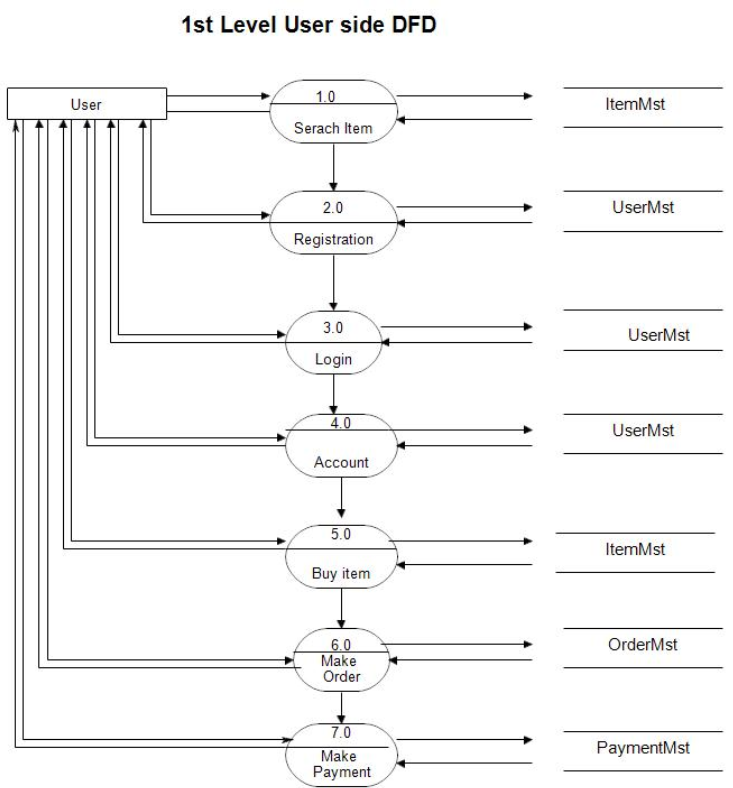 1st Level User side DFD
User
1.0
Serach Item
ItemMst
2.0
Registration
UserMst
3.0
Login
UserMst
4.0
Account
UserMst
5.0
Buy item
ItemMst
6.0
Make
Order
OrderMst
7.0
Make
Payment
PaymentMst